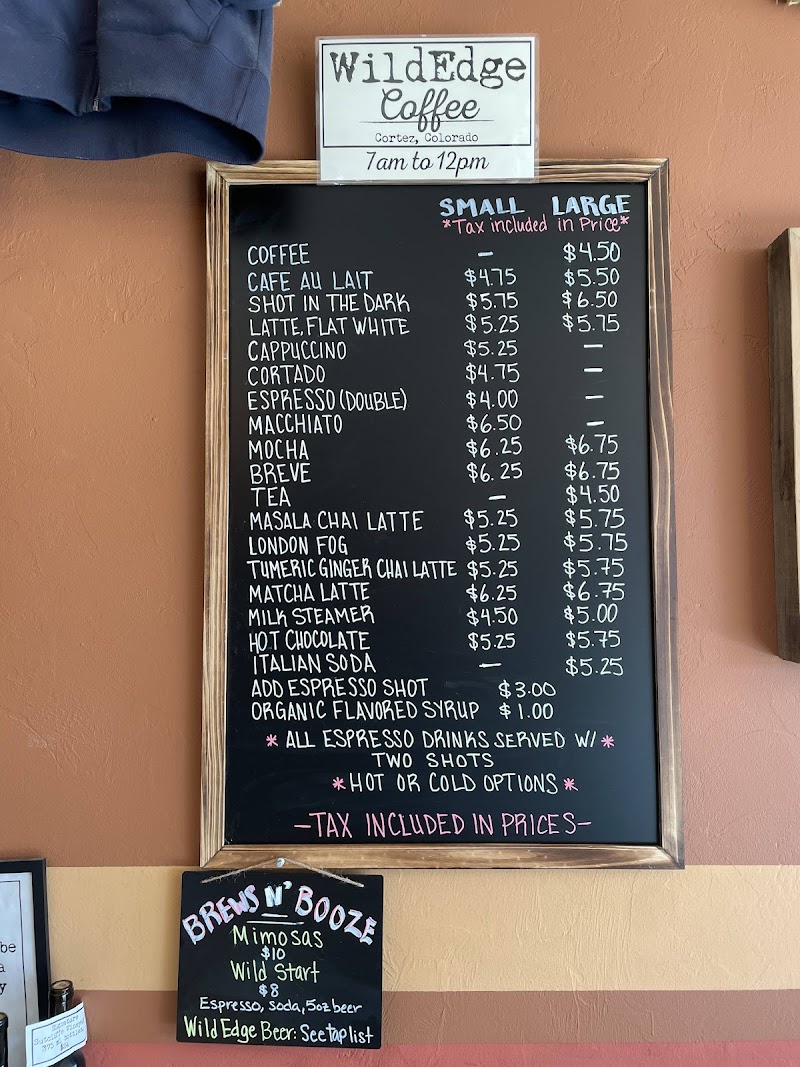 WildEdge
Coffee
Cortez, Colorado
7am to 12pm
SMALL LARGE
*Tax included in Price*
COFFEE — $4.50
CAFE AU LAIT $4.75 $5.50
SHOT IN THE DARK $5.75 $6.50
LATTE, FLAT WHITE $5.25 $5.75
CAPPUCCINO $5.25 —
CORTADO $4.75 —
ESPRESSO (DOUBLE) $4.00 —
MACCHIATO $6.50 —
MOCHA $6.25 $6.75
BREVE $6.25 $6.75
TEA — $4.50
MASALA CHAI LATTE $5.25 $5.75
LONDON FOG $5.25 $5.75
TUMERIC GINGER CHAI LATTE $5.25 $5.75
MATCHA LATTE $6.25 $6.75
MILK STEAMER $4.50 $5.00
HOT CHOCOLATE $5.25 $5.75
ITALIAN SODA — $5.25
ADD ESPRESSO SHOT $3.00
ORGANIC FLAVORED SYRUP $1.00
* ALL ESPRESSO DRINKS SERVED W/ *
TWO SHOTS
* HOT OR COLD OPTIONS *
—TAX INCLUDED IN PRICES—
BREWS N' BOOZE
Mimosas
$10
Wild Start
$8
Espresso, soda, 5oz beer
WildEdge Beer: See tap list
be
a
y